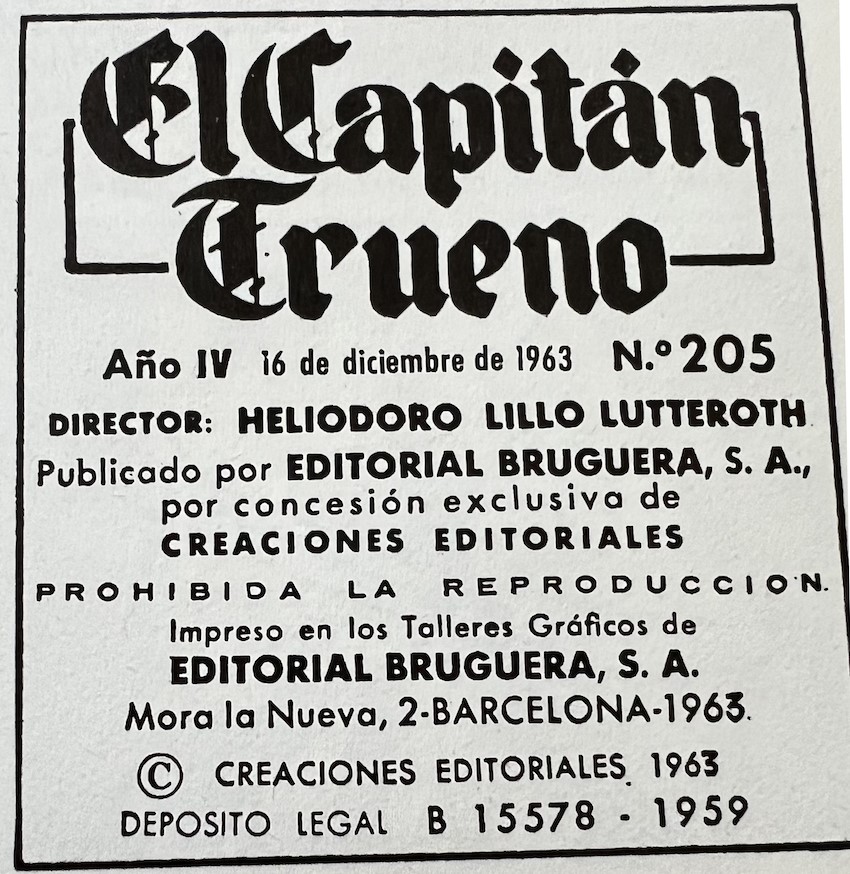 El Capitán
Trueno
Año IV 16 de diciembre de 1963 N.º 205
DIRECTOR: HELIODORO LILLO LUTTEROTH
Publicado por EDITORIAL BRUGUERA, S. A.,
por concesión exclusiva de
CREACIONES EDITORIALES
PROHIBIDA LA REPRODUCCION.
Impreso en los Talleres Gráficos de
EDITORIAL BRUGUERA, S. A.
Mora la Nueva, 2-BARCELONA-1963.
© CREACIONES EDITORIALES, 1963
DEPOSITO LEGAL B 15578 - 1959